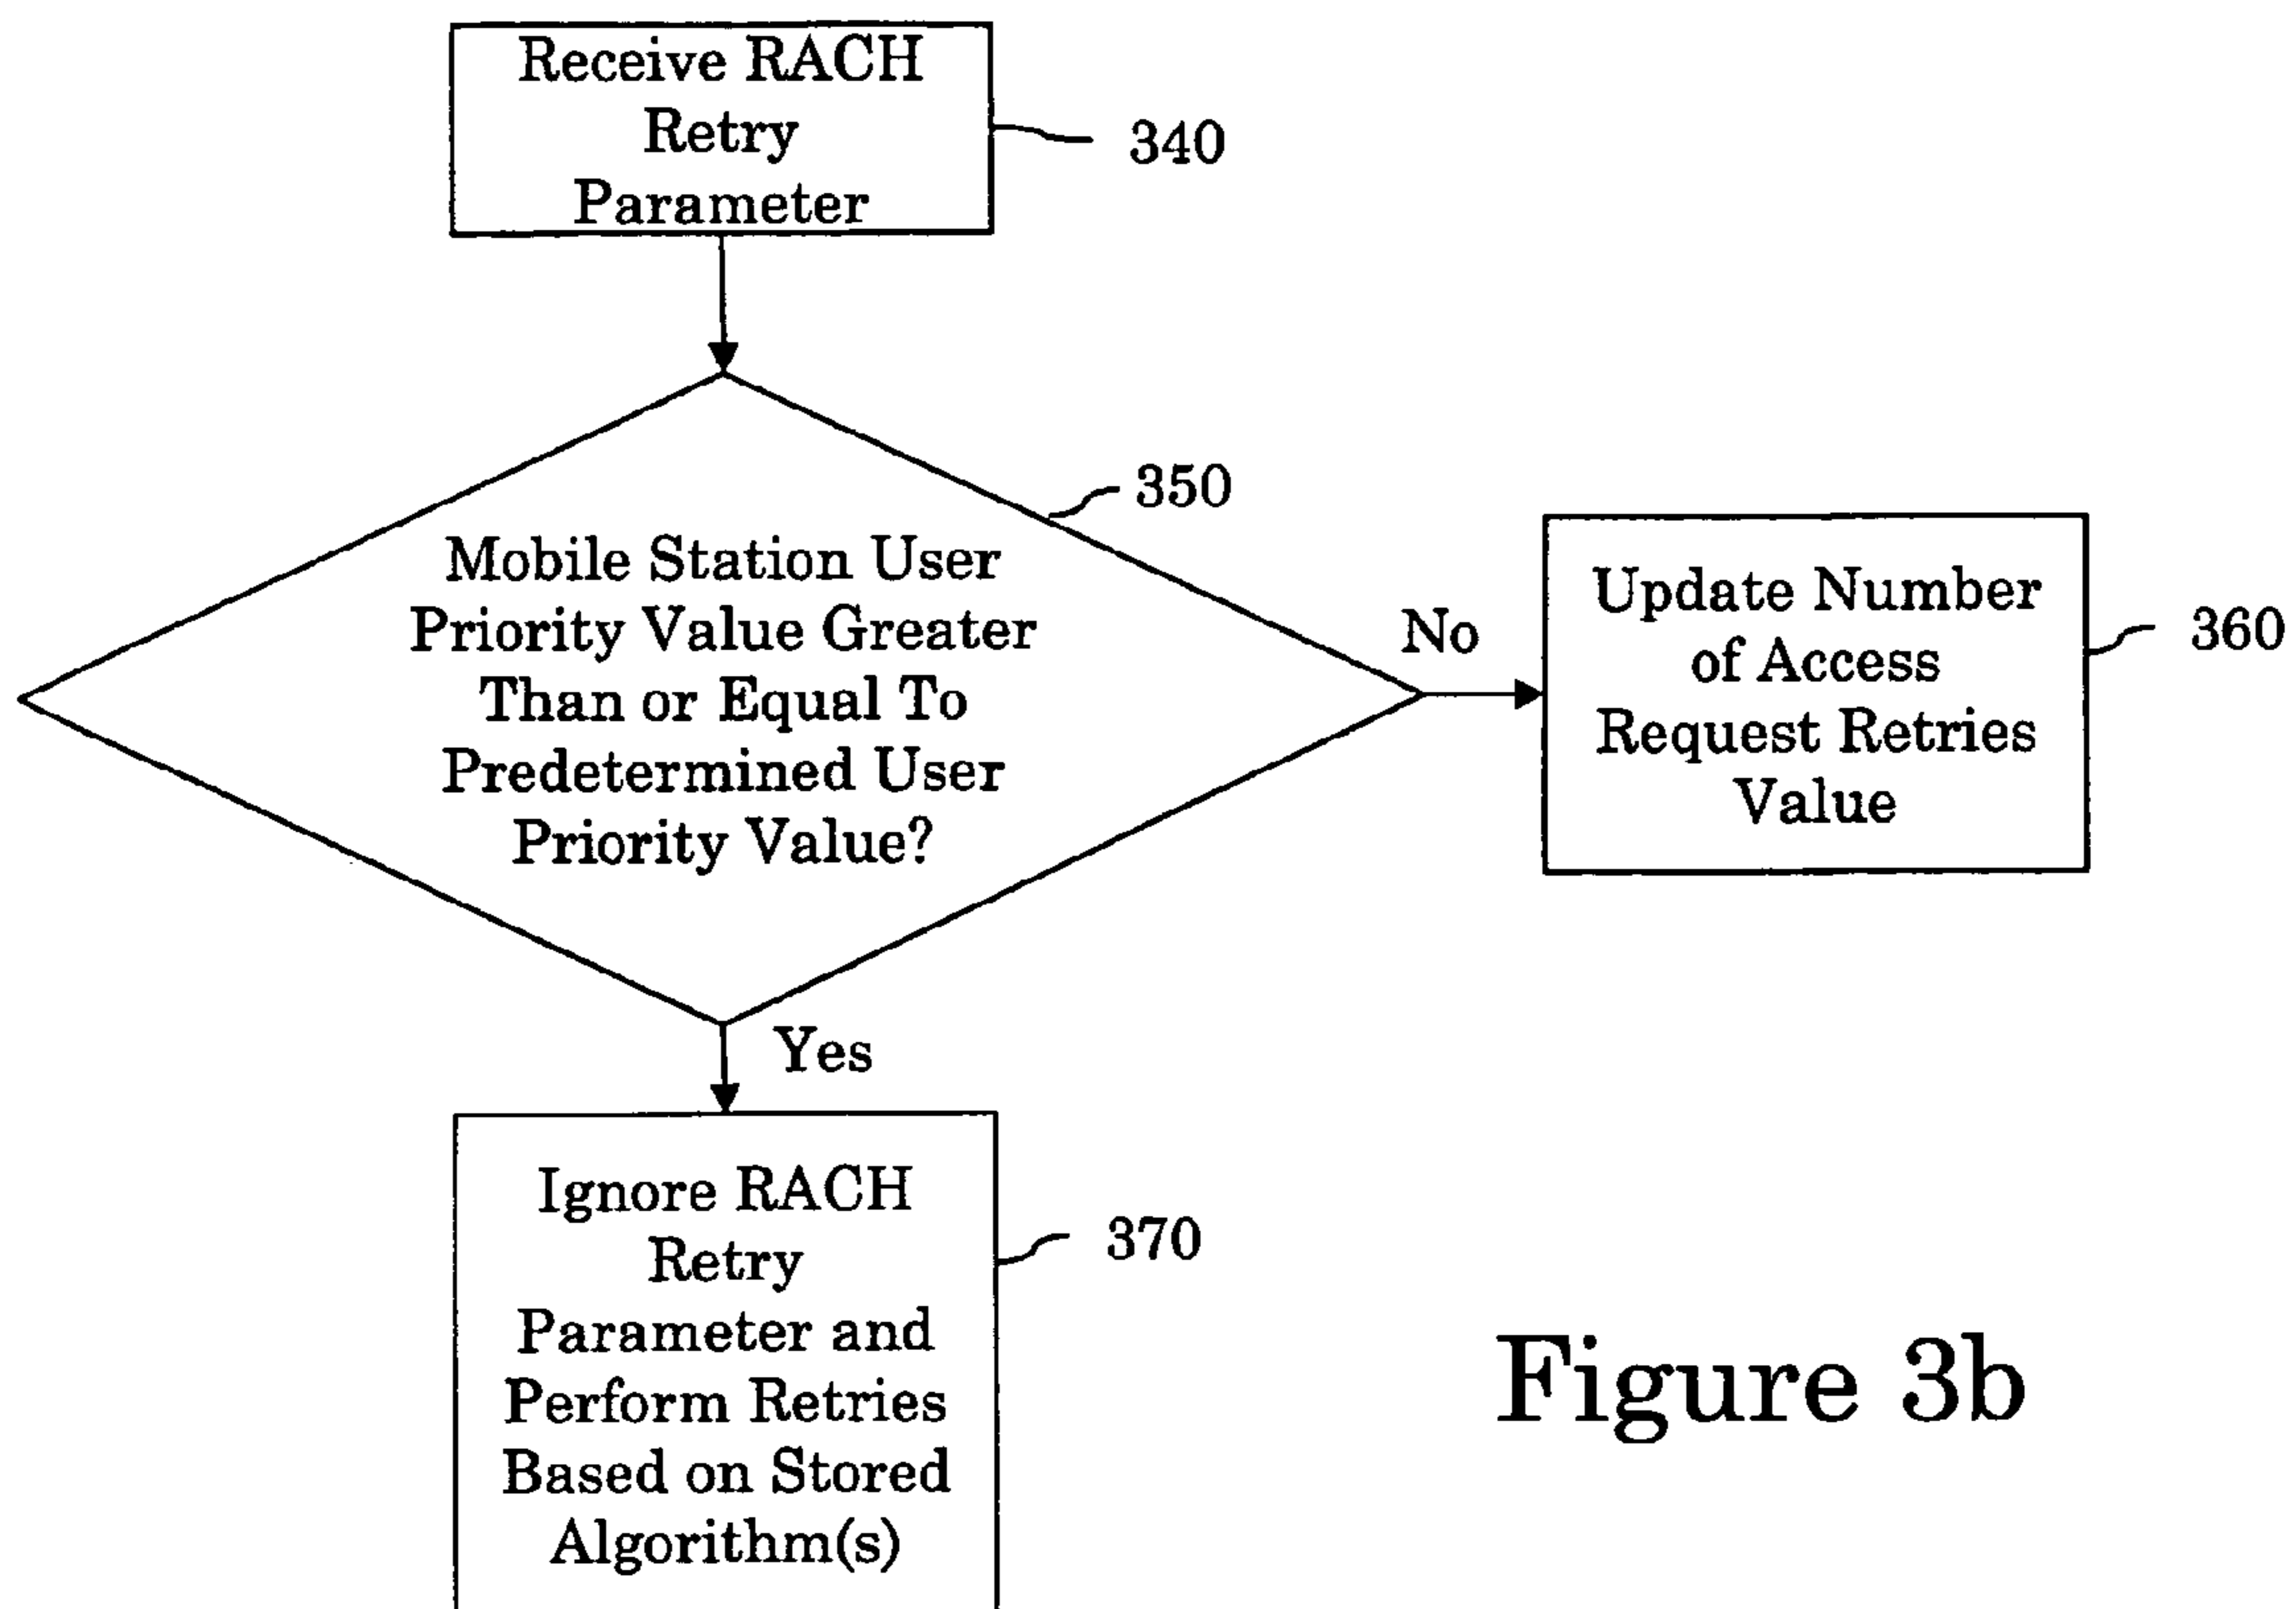 Receive RACH
Retry
Parameter
340
350
Mobile Station User
Priority Value Greater
Than or Equal To
Predetermined User
Priority Value?
No
Update Number
of Access
Request Retries
Value
360
Yes
Ignore RACH
Retry
Parameter and
Perform Retries
Based on Stored
Algorithm(s)
370
Figure 3b